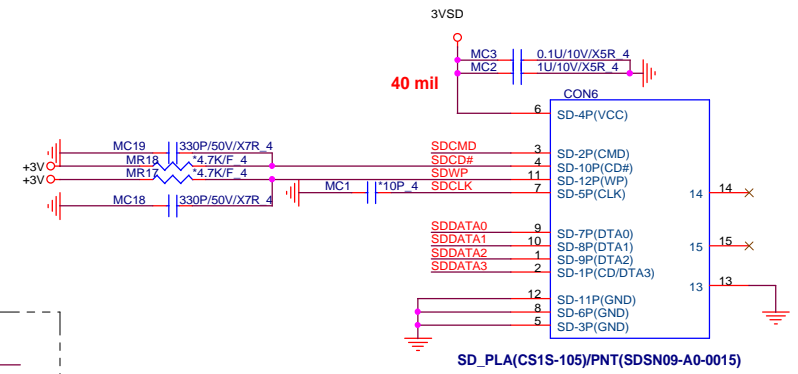 3VSD
MC3 0.1U/10V/X5R_4
MC2 1U/10V/X5R_4
40 mil
CON6
6 SD-4P(VCC)
MC19 330P/50V/X7R_4
+3V MR18 *4.7K/F_4
+3V MR17 *4.7K/F_4
MC18 330P/50V/X7R_4
MC1 *10P_4
SDCMD 3 SD-2P(CMD)
SDCD# 4 SD-10P(CD#)
SDWP 11 SD-12P(WP)
SDCLK 7 SD-5P(CLK)
14 14
SDDATA0 9 SD-7P(DTA0)
SDDATA1 10 SD-8P(DTA1)
SDDATA2 1 SD-9P(DTA2)
SDDATA3 2 SD-1P(CD/DTA3)
15 15
13 13
12 SD-11P(GND)
8 SD-6P(GND)
5 SD-3P(GND)
SD_PLA(CS1S-105)/PNT(SDSN09-A0-0015)